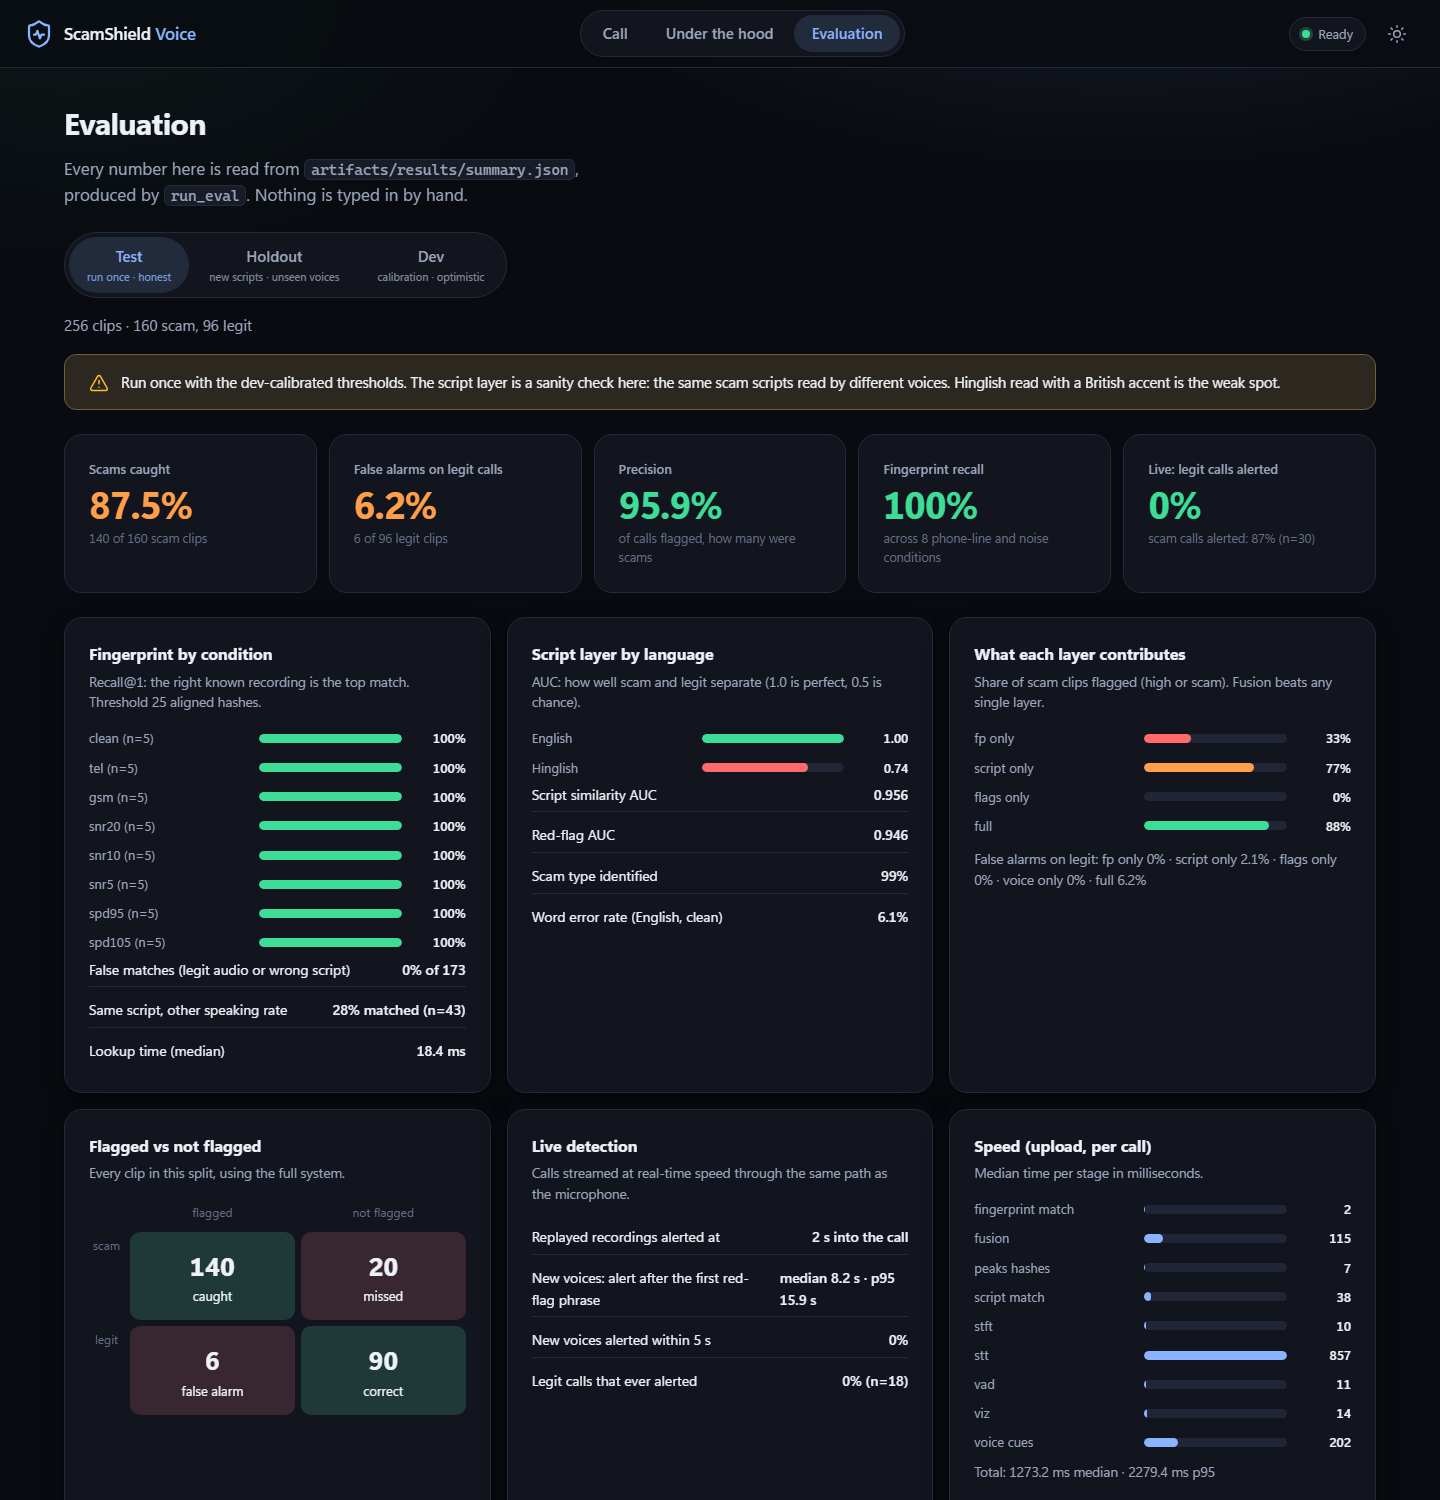 ScamShield Voice
Call
Under the hood
Evaluation
Ready
Evaluation
Every number here is read from artifacts/results/summary.json,
produced by run_eval. Nothing is typed in by hand.
Test
run once · honest
Holdout
new scripts · unseen voices
Dev
calibration · optimistic
256 clips · 160 scam, 96 legit
Run once with the dev-calibrated thresholds. The script layer is a sanity check here: the same scam scripts read by different voices. Hinglish read with a British accent is the weak spot.
Scams caught
87.5%
140 of 160 scam clips
False alarms on legit calls
6.2%
6 of 96 legit clips
Precision
95.9%
of calls flagged, how many were
scams
Fingerprint recall
100%
across 8 phone-line and noise
conditions
Live: legit calls alerted
0%
scam calls alerted: 87% (n=30)
Fingerprint by condition
Recall@1: the right known recording is the top match.
Threshold 25 aligned hashes.
clean (n=5) 100%
tel (n=5) 100%
gsm (n=5) 100%
snr20 (n=5) 100%
snr10 (n=5) 100%
snr5 (n=5) 100%
spd95 (n=5) 100%
spd105 (n=5) 100%
False matches (legit audio or wrong script) 0% of 173
Same script, other speaking rate 28% matched (n=43)
Lookup time (median) 18.4 ms
Script layer by language
AUC: how well scam and legit separate (1.0 is perfect, 0.5 is
chance).
English 1.00
Hinglish 0.74
Script similarity AUC 0.956
Red-flag AUC 0.946
Scam type identified 99%
Word error rate (English, clean) 6.1%
What each layer contributes
Share of scam clips flagged (high or scam). Fusion beats any
single layer.
fp only 33%
script only 77%
flags only 0%
full 88%
False alarms on legit: fp only 0% · script only 2.1% · flags only
0% · voice only 0% · full 6.2%
Flagged vs not flagged
Every clip in this split, using the full system.
flagged not flagged
scam
140
caught
20
missed
legit
6
false alarm
90
correct
Live detection
Calls streamed at real-time speed through the same path as
the microphone.
Replayed recordings alerted at 2 s into the call
New voices: alert after the first red- median 8.2 s · p95
flag phrase 15.9 s
New voices alerted within 5 s 0%
Legit calls that ever alerted 0% (n=18)
Speed (upload, per call)
Median time per stage in milliseconds.
fingerprint match 2
fusion 115
peaks hashes 7
script match 38
stft 10
stt 857
vad 11
viz 14
voice cues 202
Total: 1273.2 ms median · 2279.4 ms p95